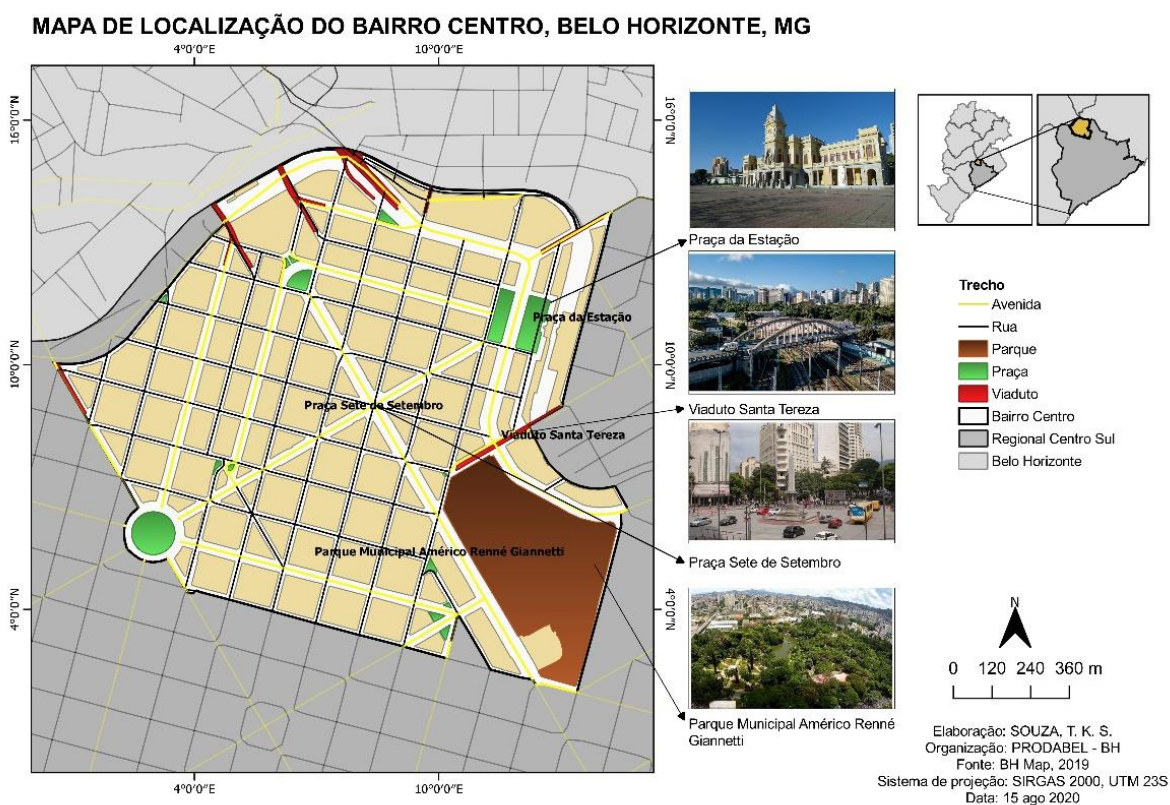 MAPA DE LOCALIZAÇÃO DO BAIRRO CENTRO, BELO HORIZONTE, MG
4°0'0"E
10°0'0"E
16°0'0"N
16°0'0"N
10°0'0"N
10°0'0"N
4°0'0"N
4°0'0"N
4°0'0"E
10°0'0"E
Praça da Estação
Praça Sete de Setembro
Viaduto Santa Tereza
Parque Municipal Américo Renné Giannetti
Praça da Estação
Viaduto Santa Tereza
Praça Sete de Setembro
Parque Municipal Américo Renné
Giannetti
Trecho
Avenida
Rua
Parque
Praça
Viaduto
Bairro Centro
Regional Centro Sul
Belo Horizonte
N
0 120 240 360 m
Elaboração: SOUZA, T. K. S.
Organização: PRODABEL - BH
Fonte: BH Map, 2019
Sistema de projeção: SIRGAS 2000, UTM 23S
Data: 15 ago 2020